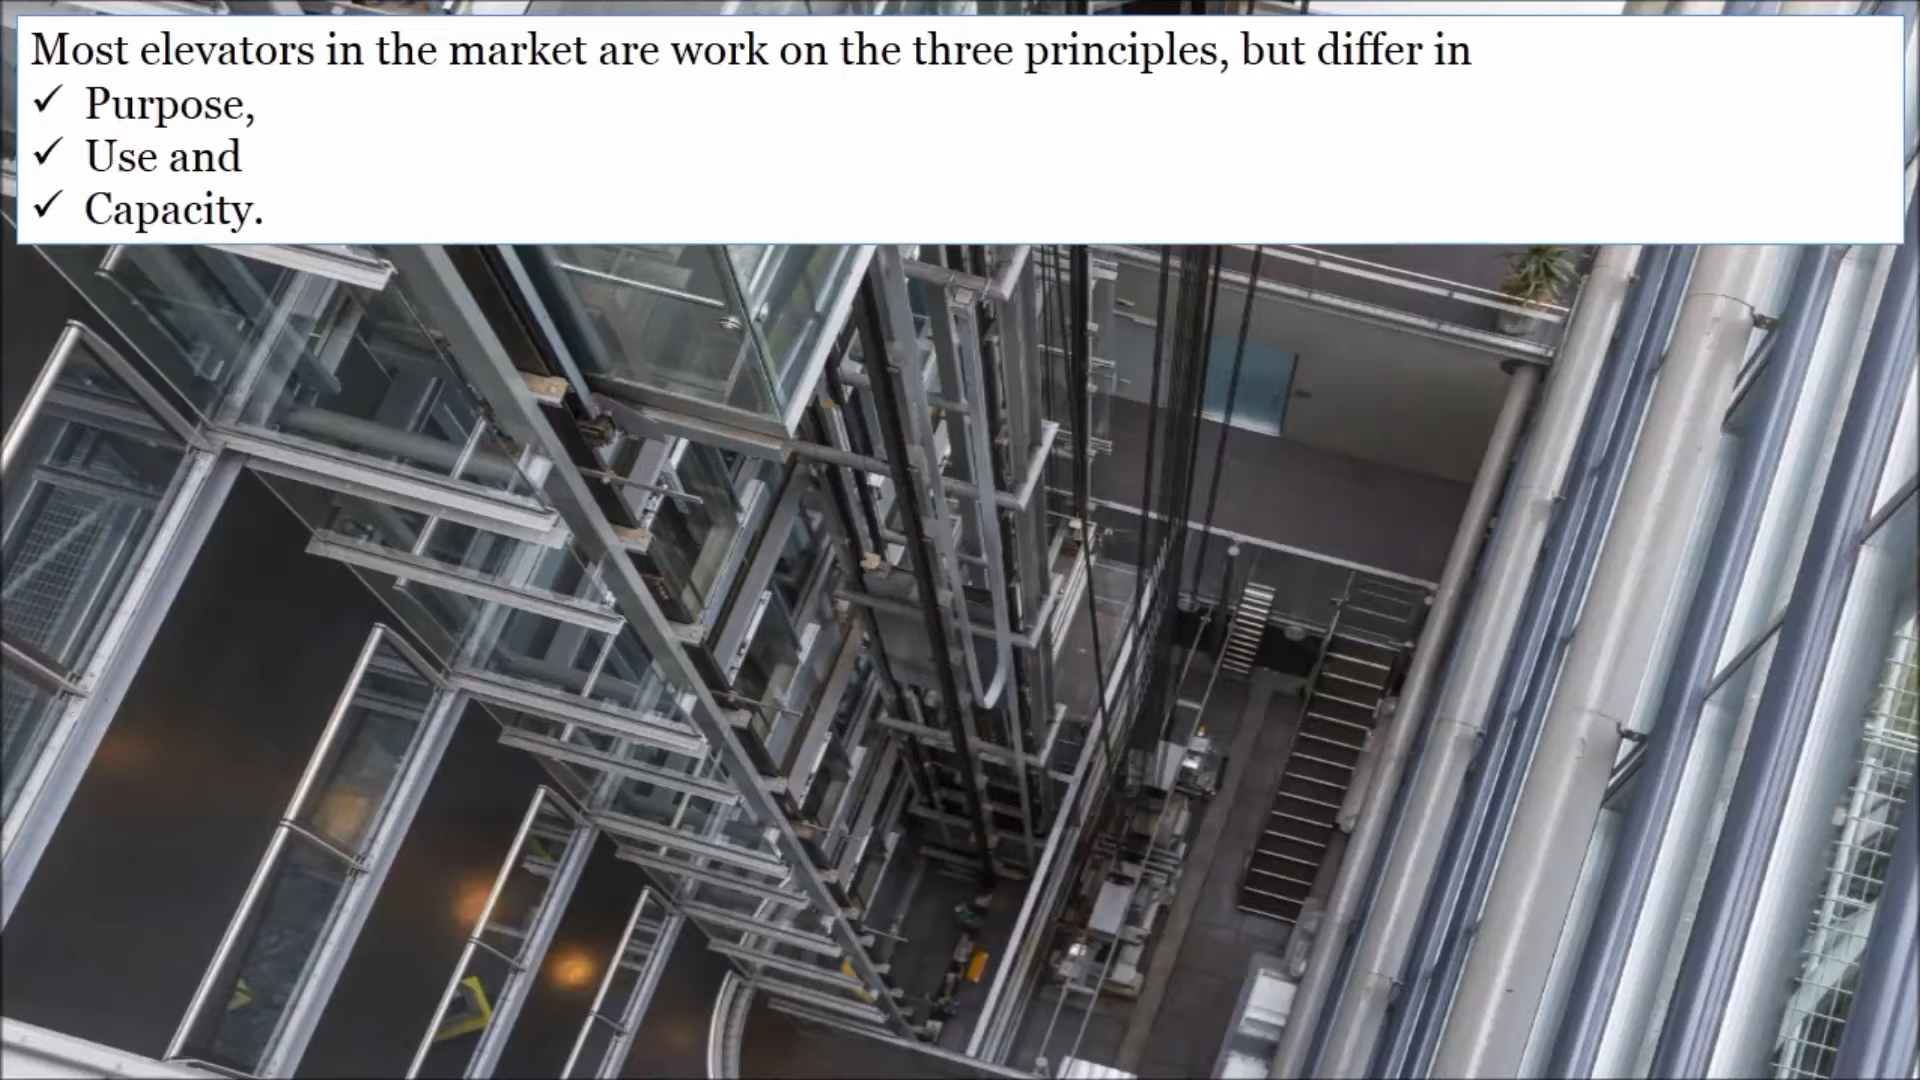 Most elevators in the market are work on the three principles, but differ in
✓ Purpose,
✓ Use and
✓ Capacity.